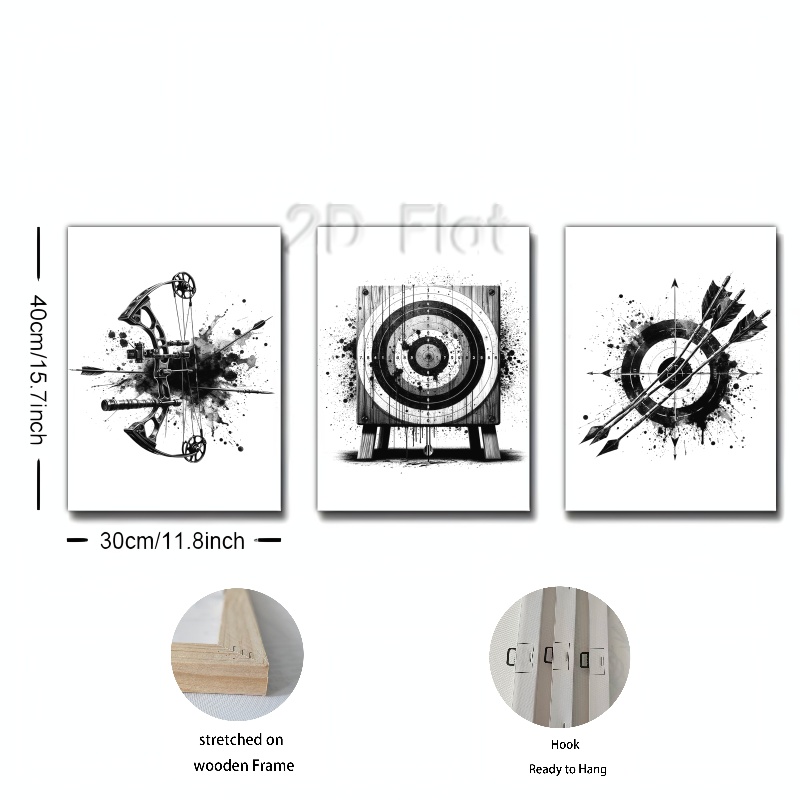 2D Flat
40cm/15.7inch
30cm/11.8inch
stretched on
wooden Frame
Hook
Ready to Hang